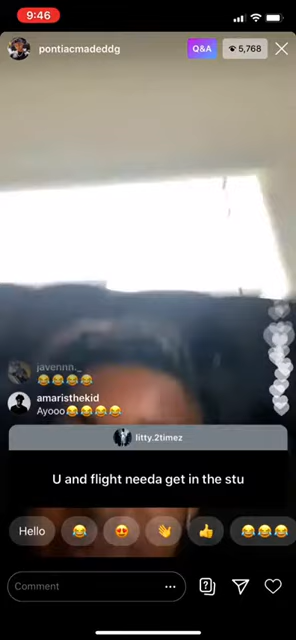 9:46
pontiacmadeddg
Q&A
5,768
javennn._
😂😂😂😂
amaristhekid
Ayooo😂😂😂😂
litty.2timez
U and flight needa get in the stu
Hello 😂 😍 👋 👍 😂😂😂
Comment